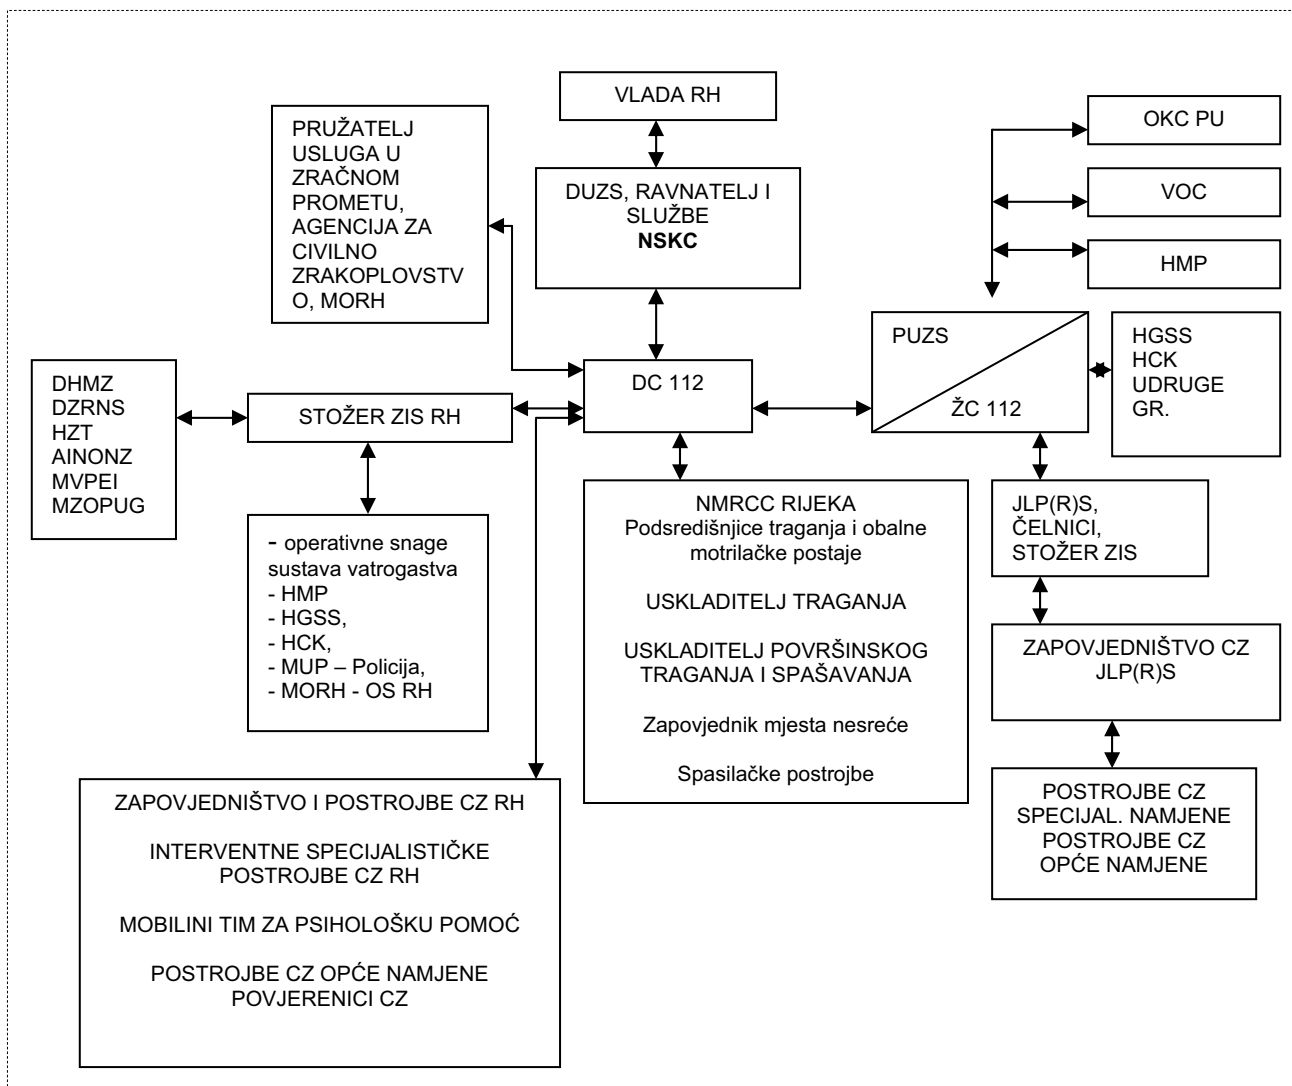 VLADA RH
PRUŽATELJ
USLUGA U
ZRAČNOM
PROMETU,
AGENCIJA ZA
CIVILNO
ZRAKOPLOVSTV
O, MORH
DUZS, RAVNATELJ I
SLUŽBE
NSKC
OKC PU
VOC
HMP
PUZS
ŽC 112
HGSS
HCK
UDRUGE
GR.
DC 112
STOŽER ZIS RH
DHMZ
DZRNS
HZT
AINONZ
MVPEI
MZOPUG
- operativne snage
sustava vatrogastva
- HMP
- HGSS,
- HCK,
- MUP – Policija,
- MORH - OS RH
NMRCC RIJEKA
Podsredišnjice traganja i obalne
motrilačke postaje
USKLADITELJ TRAGANJA
USKLADITELJ POVRŠINSKOG
TRAGANJA I SPAŠAVANJA
Zapovjednik mjesta nesreće
Spasilačke postrojbe
JLP(R)S,
ČELNICI,
STOŽER ZIS
ZAPOVJEDNIŠTVO CZ
JLP(R)S
POSTROJBE CZ
SPECIJAL. NAMJENE
POSTROJBE CZ
OPĆE NAMJENE
ZAPOVJEDNIŠTVO I POSTROJBE CZ RH
INTERVENTNE SPECIJALISTIČKE
POSTROJBE CZ RH
MOBILINI TIM ZA PSIHOLOŠKU POMOĆ
POSTROJBE CZ OPĆE NAMJENE
POVJERENICI CZ